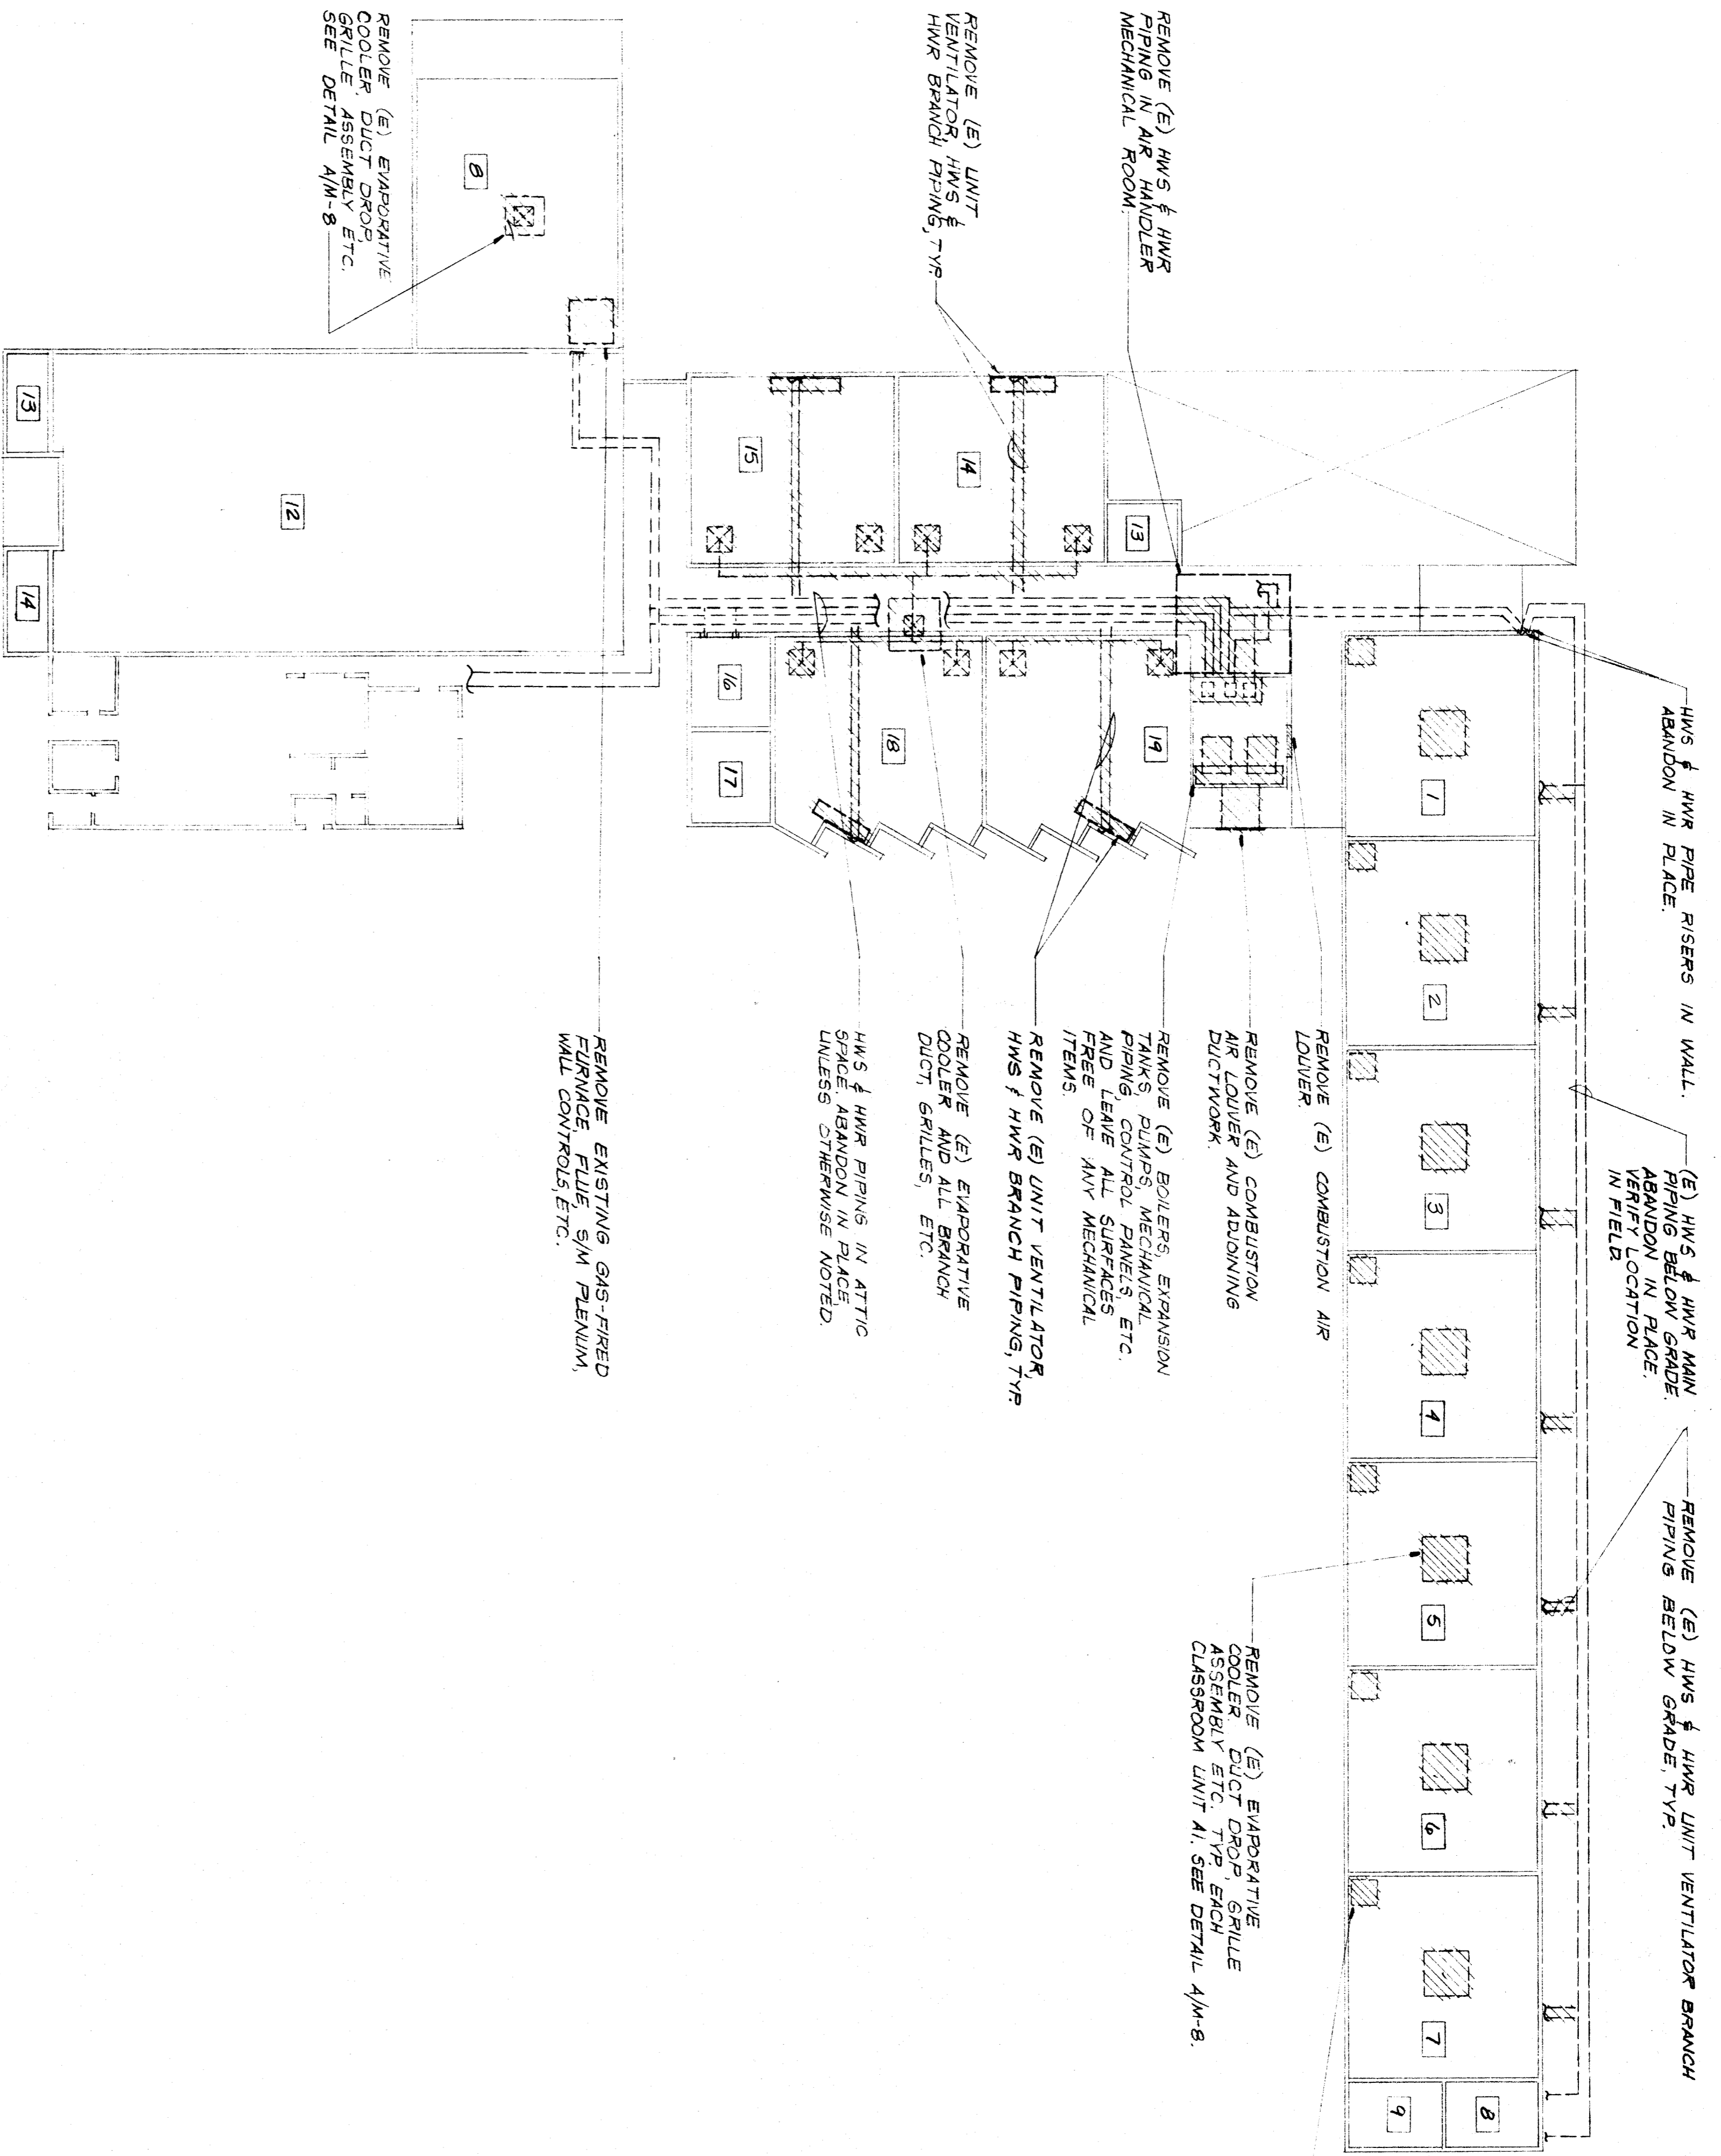 HWS & HWR PIPE RISERS IN WALL.
ABANDON IN PLACE.
(E) HWS & HWR MAIN
PIPING BELOW GRADE.
ABANDON IN PLACE.
VERIFY LOCATION
IN FIELD.
REMOVE (E) HWS & HWR UNIT VENTILATOR BRANCH
PIPING BELOW GRADE, TYP.
REMOVE (E) HWS & HWR
PIPING IN AIR HANDLER
MECHANICAL ROOM.
REMOVE (E) UNIT
VENTILATOR, HWS &
HWR BRANCH PIPING, TYP.
REMOVE (E) EVAPORATIVE
COOLER, DUCT DROP,
GRILLE ASSEMBLY ETC.
SEE DETAIL A/M-8
REMOVE (E) COMBUSTION AIR
LOUVER.
REMOVE (E) COMBUSTION
AIR LOUVER AND ADJOINING
DUCTWORK.
REMOVE (E) BOILERS, EXPANSION
TANKS, PUMPS, MECHANICAL
PIPING, CONTROL PANELS, ETC.
AND LEAVE ALL SURFACES
FREE OF ANY MECHANICAL
ITEMS.
REMOVE (E) UNIT VENTILATOR,
HWS & HWR BRANCH PIPING, TYP.
REMOVE (E) EVAPORATIVE
COOLER AND ALL BRANCH
DUCT, GRILLES, ETC.
HWS & HWR PIPING IN ATTIC
SPACE. ABANDON IN PLACE,
UNLESS OTHERWISE NOTED.
REMOVE EXISTING GAS-FIRED
FURNACE, FLUE, S/M PLENUM,
WALL CONTROLS, ETC.
REMOVE (E) EVAPORATIVE
COOLER. DUCT DROP, GRILLE
ASSEMBLY ETC. TYP. EACH
CLASSROOM UNIT A1. SEE DETAIL A/M-8.
1
2
3
4
5
6
7
8
9
13
14
15
19
18
16
17
8
12
13
14